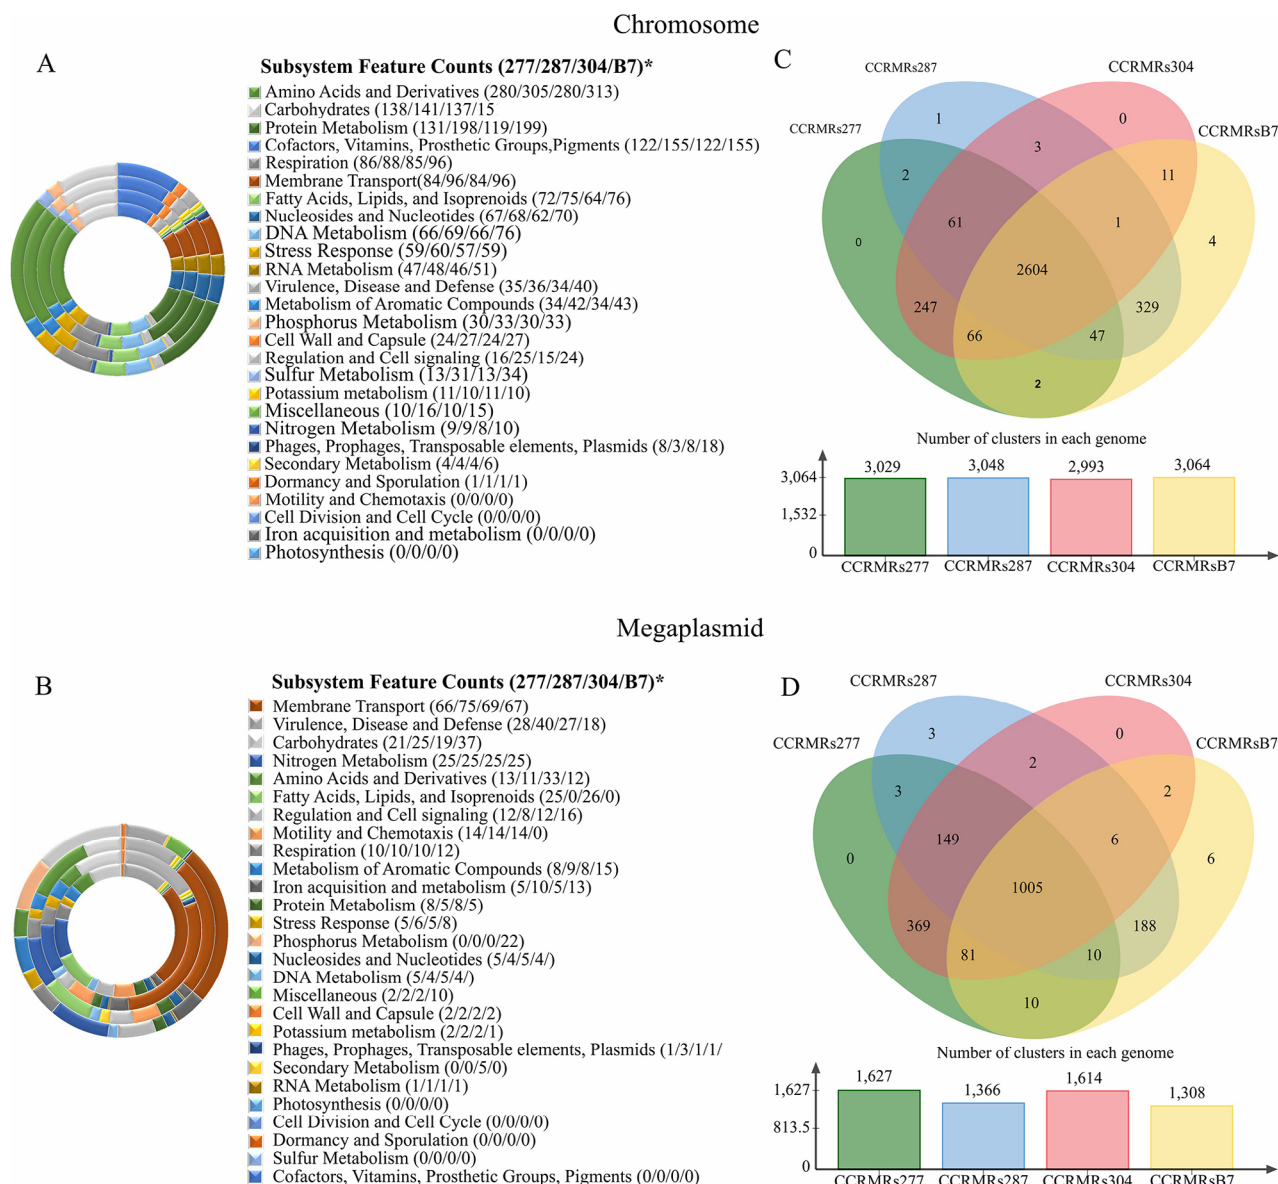 Chromosome
A
Subsystem Feature Counts (277/287/304/B7)*
Amino Acids and Derivatives (280/305/280/313)
Carbohydrates (138/141/137/15
Protein Metabolism (131/198/119/199)
Cofactors, Vitamins, Prosthetic Groups,Pigments (122/155/122/155)
Respiration (86/88/85/96)
Membrane Transport(84/96/84/96)
Fatty Acids, Lipids, and Isoprenoids (72/75/64/76)
Nucleosides and Nucleotides (67/68/62/70)
DNA Metabolism (66/69/66/76)
Stress Response (59/60/57/59)
RNA Metabolism (47/48/46/51)
Virulence, Disease and Defense (35/36/34/40)
Metabolism of Aromatic Compounds (34/42/34/43)
Phosphorus Metabolism (30/33/30/33)
Cell Wall and Capsule (24/27/24/27)
Regulation and Cell signaling (16/25/15/24)
Sulfur Metabolism (13/31/13/34)
Potassium metabolism (11/10/11/10)
Miscellaneous (10/16/10/15)
Nitrogen Metabolism (9/9/8/10)
Phages, Prophages, Transposable elements, Plasmids (8/3/8/18)
Secondary Metabolism (4/4/4/6)
Dormancy and Sporulation (1/1/1/1)
Motility and Chemotaxis (0/0/0/0)
Cell Division and Cell Cycle (0/0/0/0)
Iron acquisition and metabolism (0/0/0/0)
Photosynthesis (0/0/0/0)
C
CCRMRs287
CCRMRs304
CCRMRs277
CCRMRsB7
1
0
3
2
11
61
1
0
4
2604
247
329
66
47
2
Number of clusters in each genome
3,029
3,048
2,993
3,064
3,064
1,532
0
CCRMRs277
CCRMRs287
CCRMRs304
CCRMRsB7
Megaplasmid
B
Subsystem Feature Counts (277/287/304/B7)*
Membrane Transport (66/75/69/67)
Virulence, Disease and Defense (28/40/27/18)
Carbohydrates (21/25/19/37)
Nitrogen Metabolism (25/25/25/25)
Amino Acids and Derivatives (13/11/33/12)
Fatty Acids, Lipids, and Isoprenoids (25/0/26/0)
Regulation and Cell signaling (12/8/12/16)
Motility and Chemotaxis (14/14/14/0)
Respiration (10/10/10/12)
Metabolism of Aromatic Compounds (8/9/8/15)
Iron acquisition and metabolism (5/10/5/13)
Protein Metabolism (8/5/8/5)
Stress Response (5/6/5/8)
Phosphorus Metabolism (0/0/0/22)
Nucleosides and Nucleotides (5/4/5/4/)
DNA Metabolism (5/4/5/4/)
Miscellaneous (2/2/2/10)
Cell Wall and Capsule (2/2/2/2)
Potassium metabolism (2/2/2/1)
Phages, Prophages, Transposable elements, Plasmids (1/3/1/1/
Secondary Metabolism (0/0/5/0)
RNA Metabolism (1/1/1/1)
Photosynthesis (0/0/0/0)
Cell Division and Cell Cycle (0/0/0/0)
Dormancy and Sporulation (0/0/0/0)
Sulfur Metabolism (0/0/0/0)
Cofactors, Vitamins, Prosthetic Groups, Pigments (0/0/0/0)
D
CCRMRs287
CCRMRs304
CCRMRs277
CCRMRsB7
3
0
2
3
2
149
6
0
6
1005
369
188
81
10
10
Number of clusters in each genome
1,627
1,366
1,614
1,308
1,627
813.5
0
CCRMRs277
CCRMRs287
CCRMRs304
CCRMRsB7